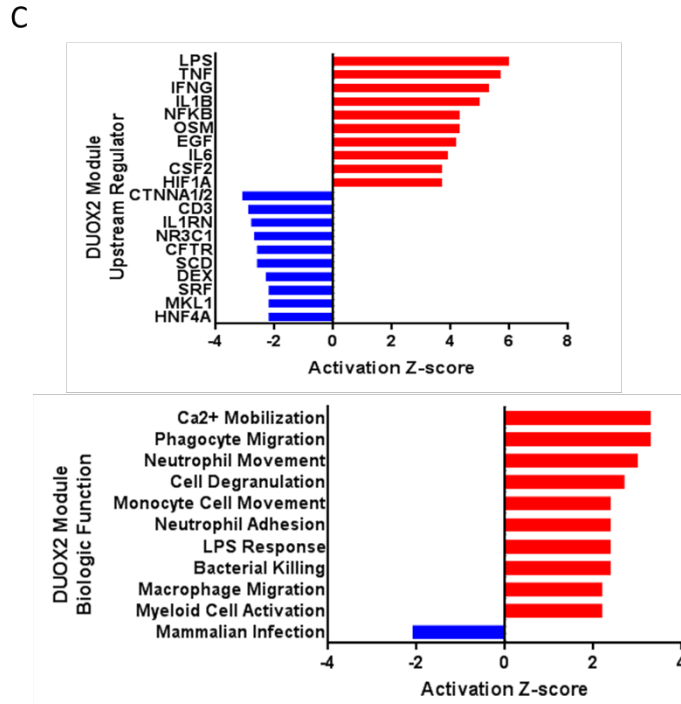 C
DUOX2 Module
Upstream Regulator
LPS
TNF
IFNG
IL1B
NFKB
OSM
EGF
IL6
CSF2
HIF1A
CTNNA1/2
CD3
IL1RN
NR3C1
CFTR
SCD
DEX
SRF
MKL1
HNF4A
-4 -2 0 2 4 6 8
Activation Z-score
DUOX2 Module
Biologic Function
Ca2+ Mobilization
Phagocyte Migration
Neutrophil Movement
Cell Degranulation
Monocyte Cell Movement
Neutrophil Adhesion
LPS Response
Bacterial Killing
Macrophage Migration
Myeloid Cell Activation
Mammalian Infection
-4 -2 0 2 4
Activation Z-score